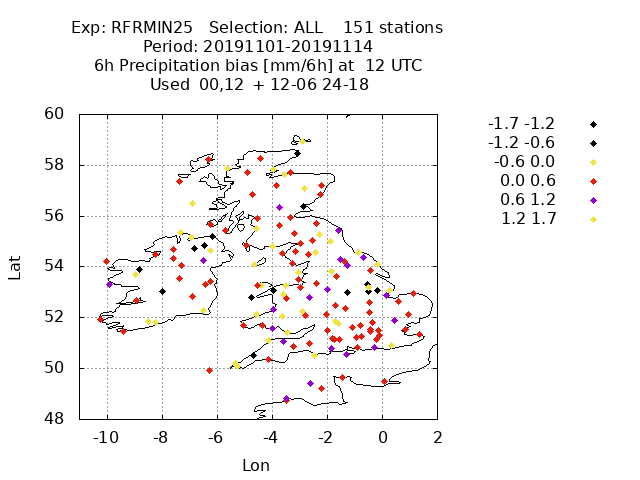 Exp: RFRMIN25 Selection: ALL 151 stations
Period: 20191101-20191114
6h Precipitation bias [mm/6h] at 12 UTC
Used 00,12 + 12-06 24-18
60
58
56
54
52
50
48
Lat
-10 -8 -6 -4 -2 0 2
Lon
-1.7 -1.2
-1.2 -0.6
-0.6 0.0
0.0 0.6
0.6 1.2
1.2 1.7